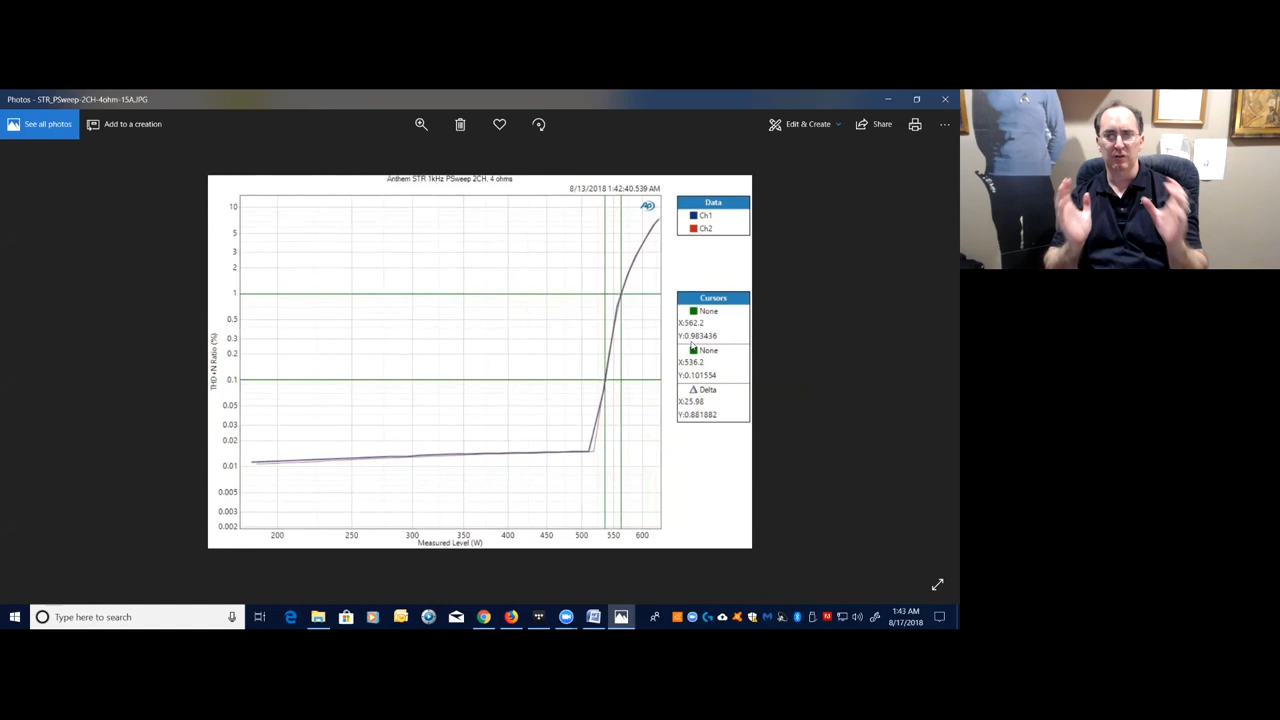 Photos - STR_PSweep-2CH-4ohm-15A.JPG
See all photos
Add to a creation
Edit & Create
Share
Anthem STR 1kHz PSweep 2CH, 4 ohms
8/13/2018 1:42:40.539 AM
AP
Data
Ch1
Ch2
Cursors
None
X:562.2
Y:0.983436
None
X:536.2
Y:0.101554
Delta
X:25.98
Y:0.881882
THD+N Ratio (%)
10
5
3
2
1
0.5
0.3
0.2
0.1
0.05
0.03
0.02
0.01
0.005
0.003
0.002
200 250 300 350 400 450 500 550 600
Measured Level (W)
Type here to search
1:43 AM
8/17/2018